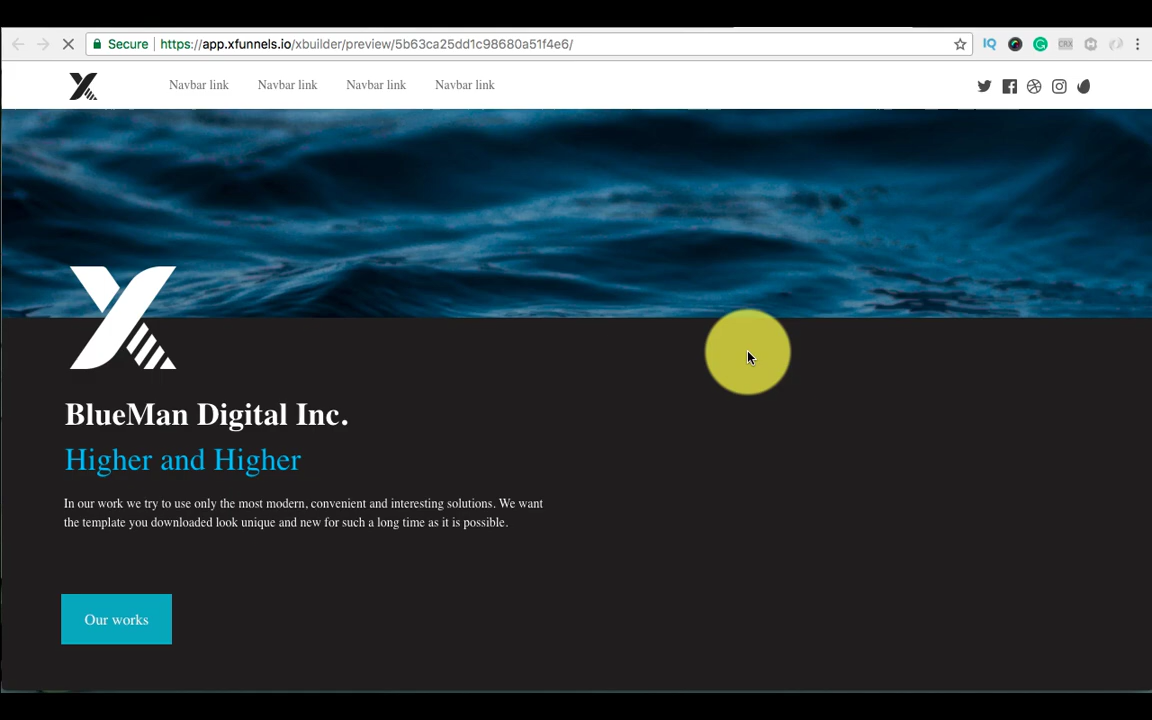 Secure https://app.xfunnels.io/xbuilder/preview/5b63ca25dd1c98680a51f4e6/
IQ
CRX
Navbar link Navbar link Navbar link Navbar link
BlueMan Digital Inc.
Higher and Higher
In our work we try to use only the most modern, convenient and interesting solutions. We want
the template you downloaded look unique and new for such a long time as it is possible.
Our works